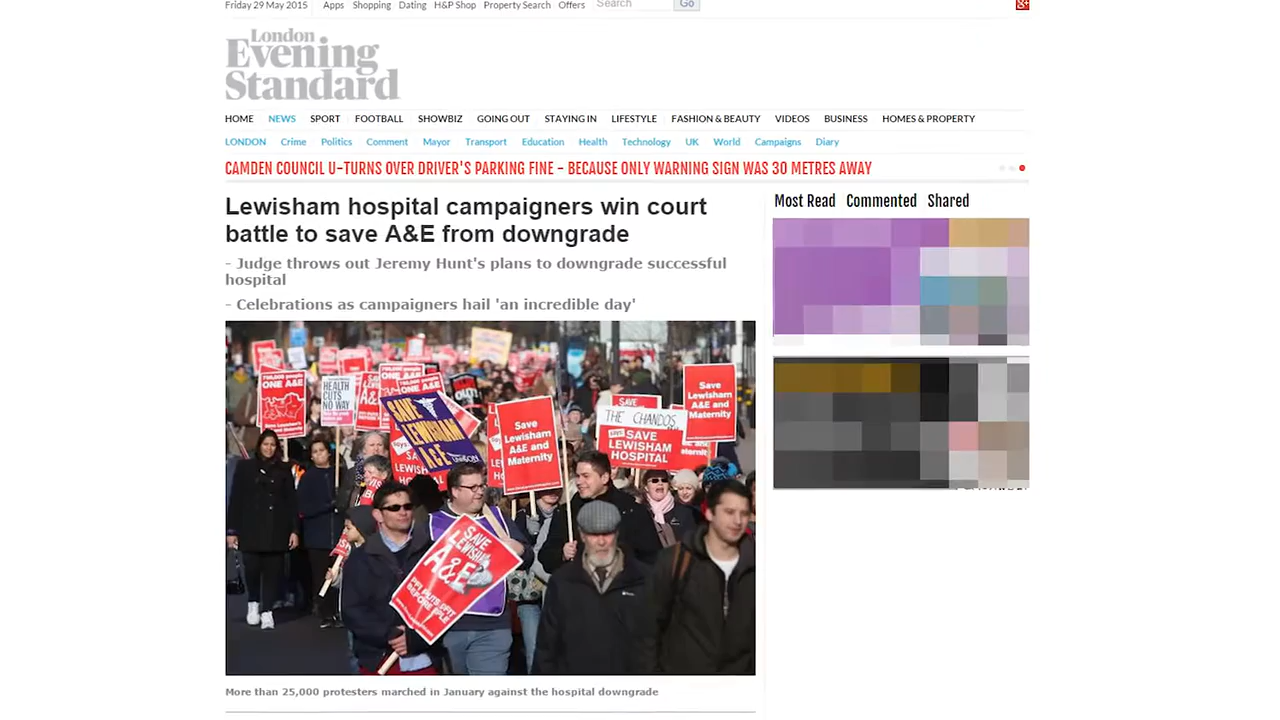 Friday 29 May 2015 Apps Shopping Dating H&P Shop Property Search Offers Search Go
London
Evening
Standard
HOME NEWS SPORT FOOTBALL SHOWBIZ GOING OUT STAYING IN LIFESTYLE FASHION & BEAUTY VIDEOS BUSINESS HOMES & PROPERTY
LONDON Crime Politics Comment Mayor Transport Education Health Technology UK World Campaigns Diary
CAMDEN COUNCIL U-TURNS OVER DRIVER'S PARKING FINE - BECAUSE ONLY WARNING SIGN WAS 30 METRES AWAY
Lewisham hospital campaigners win court
battle to save A&E from downgrade
- Judge throws out Jeremy Hunt's plans to downgrade successful
hospital
- Celebrations as campaigners hail 'an incredible day'
Most Read Commented Shared
ONE A&E
HEALTH
CUTS
NO WAY
ONE A&E
SAVE
LEWISHAM
A&E
UNISON
Save
Lewisham
A&E and
Maternity
SAVE
THE CHANDOS
SAVE
LEWISHAM
HOSPITAL
Save
Lewisham
A&E and
Maternity
SAVE
LEWISHAM
A&E
More than 25,000 protesters marched in January against the hospital downgrade